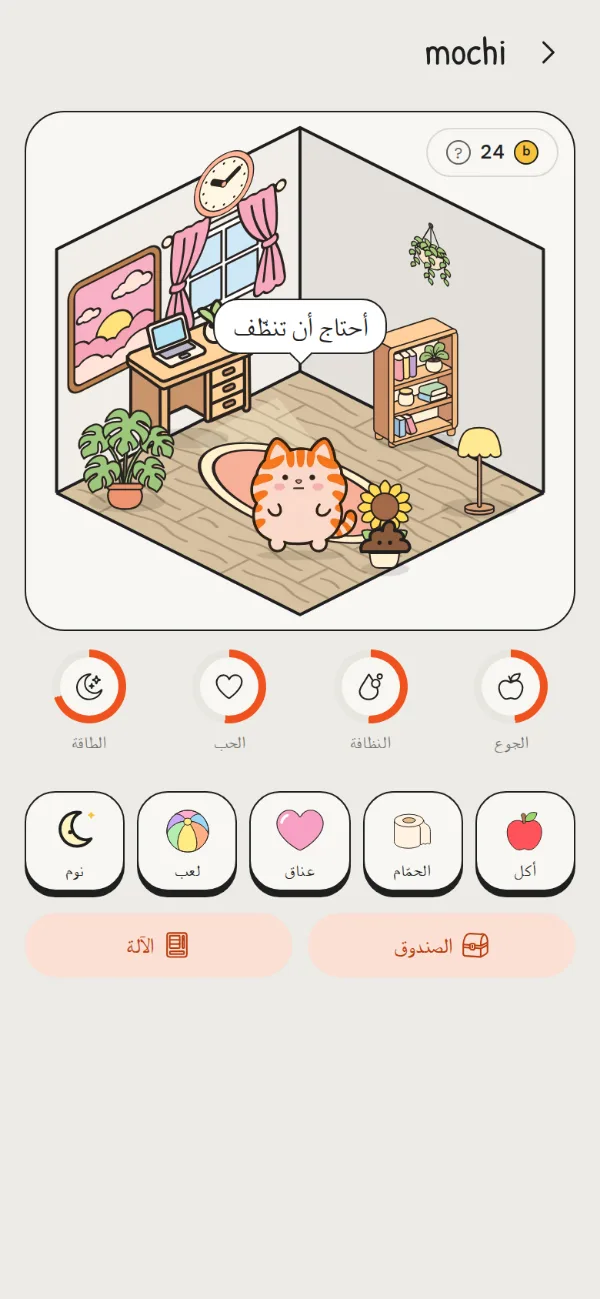 mochi
? 24 b
أحتاج أن تنظّف
الجوع
النظافة
الحب
الطاقة
أكل
الحمّام
عناق
لعب
نوم
الصندوق
الآلة